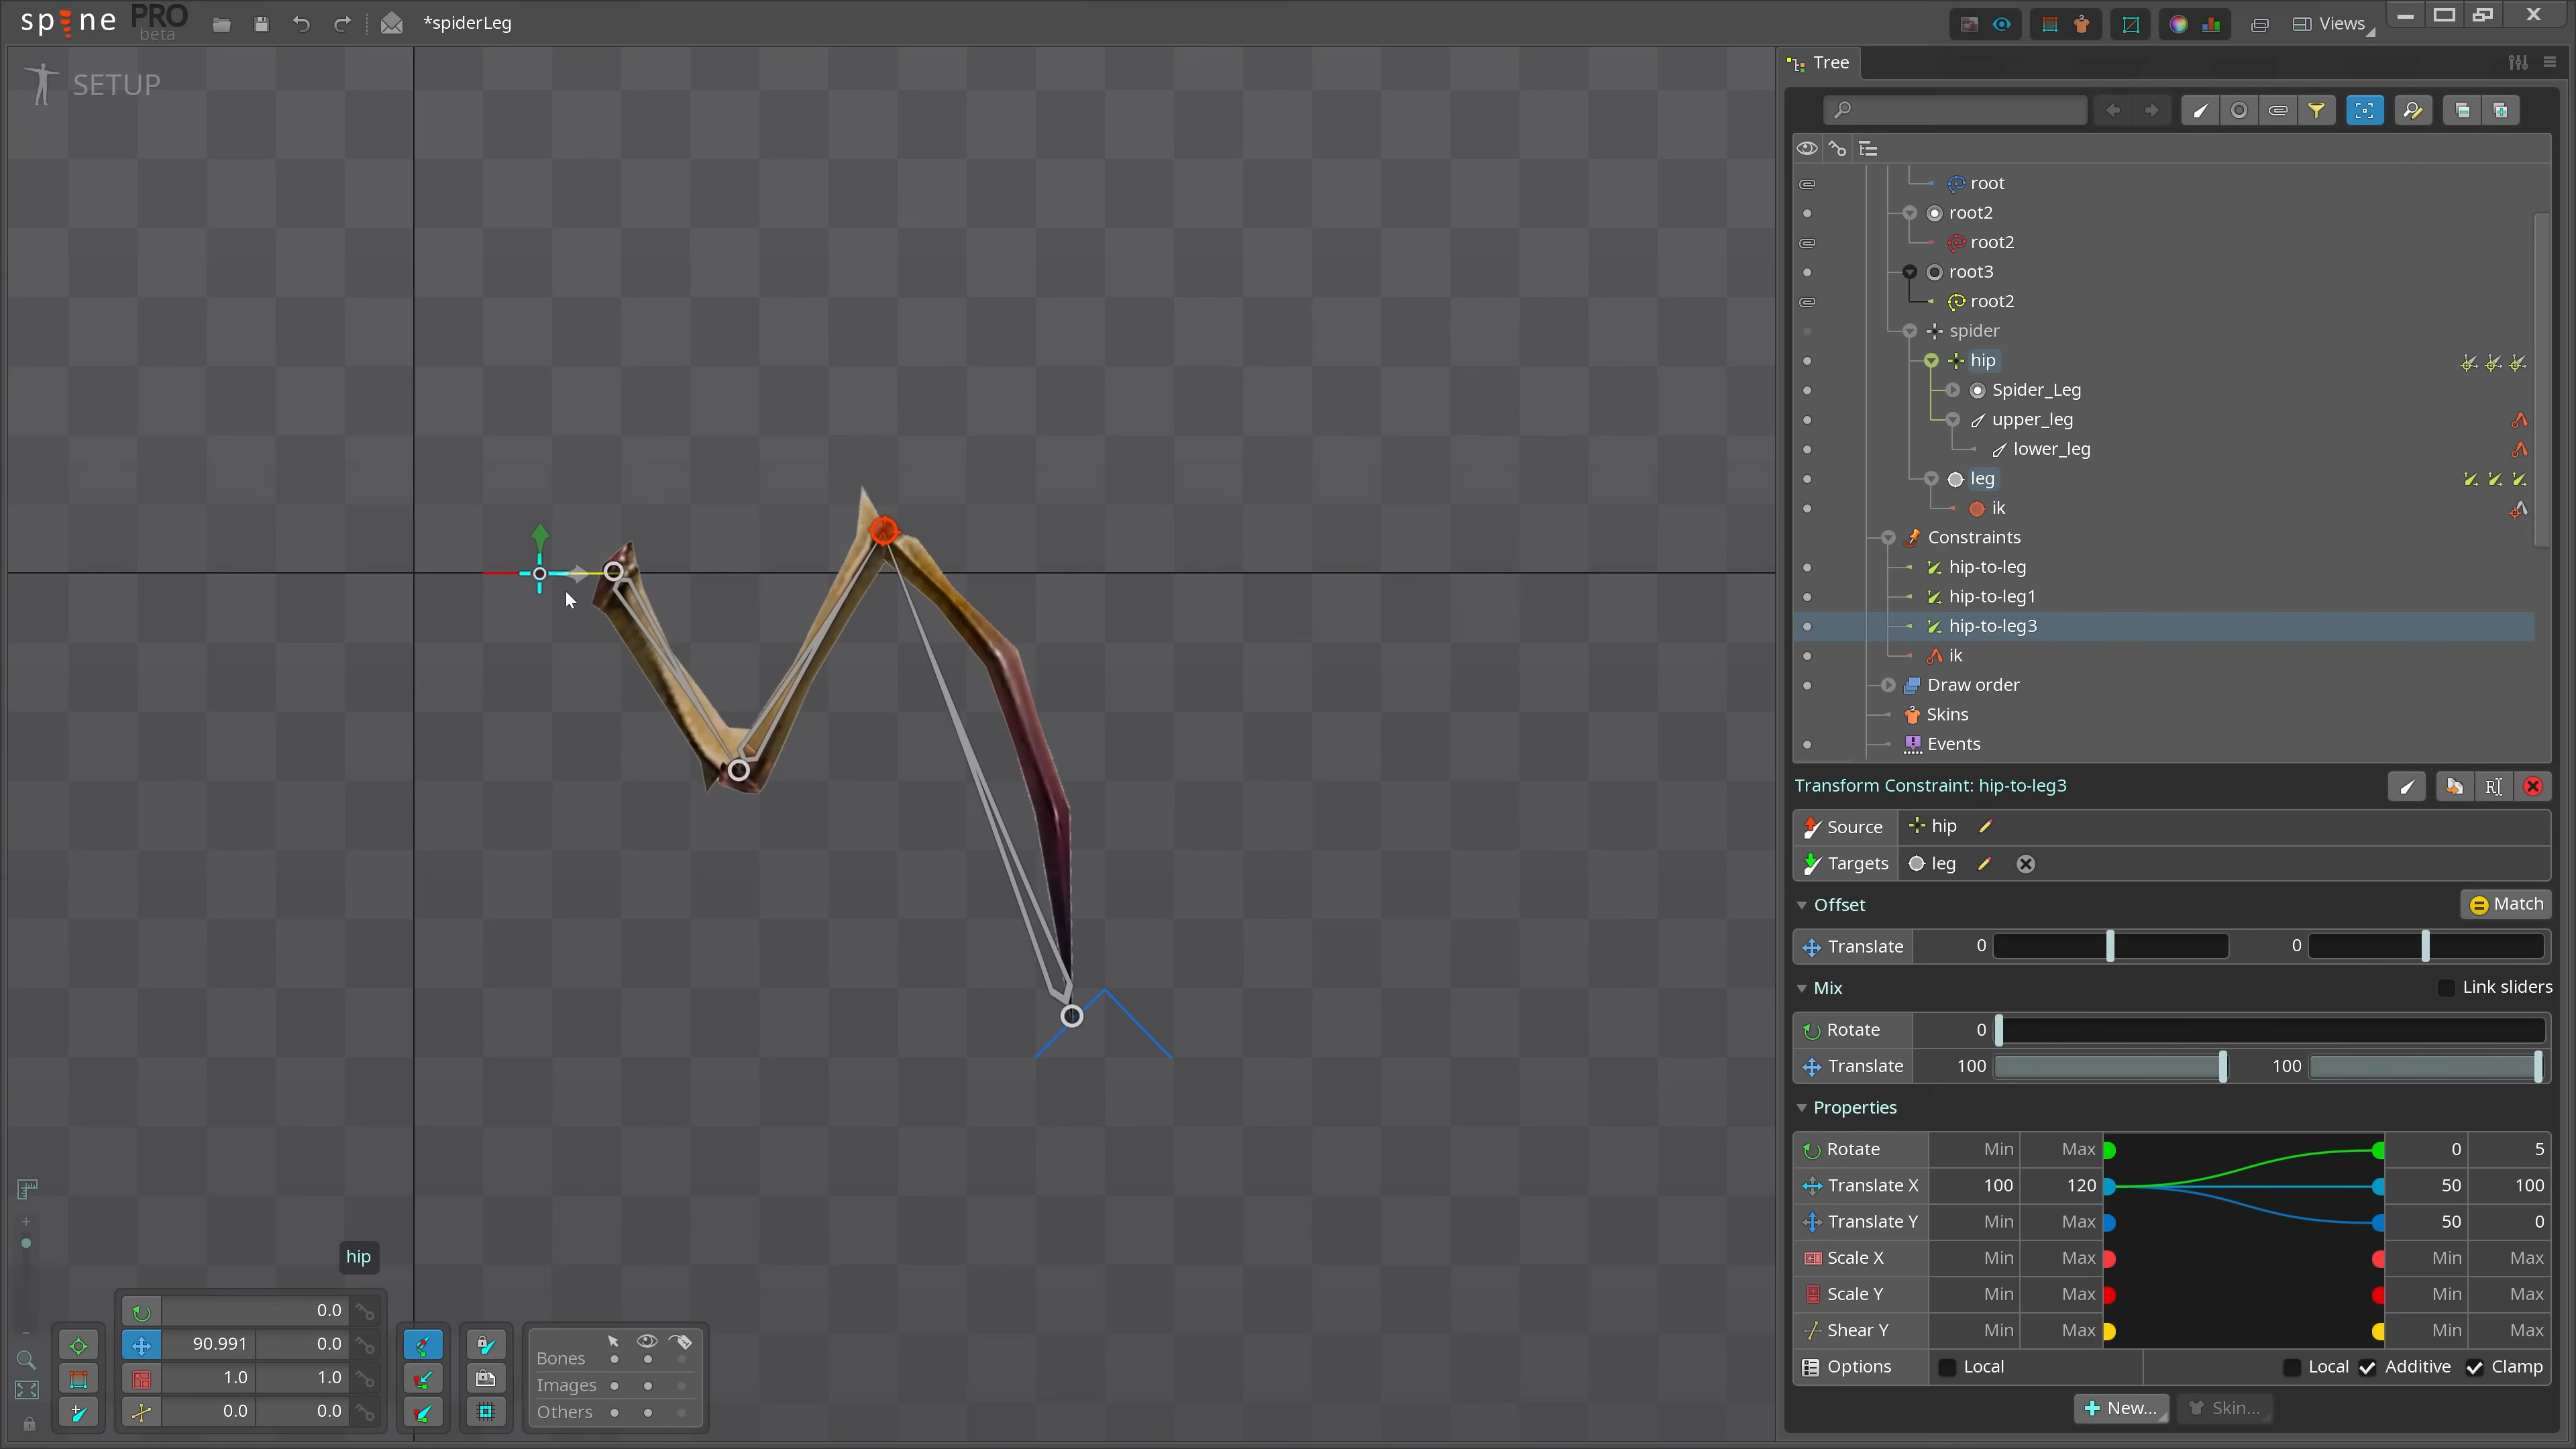 spine PRO beta *spiderLeg Views
SETUP
Tree
root
root2
root2
root3
root2
spider
hip
Spider_Leg
upper_leg
lower_leg
leg
ik
Constraints
hip-to-leg
hip-to-leg1
hip-to-leg3
ik
Draw order
Skins
Events
Transform Constraint: hip-to-leg3
Source hip
Targets leg
Offset Match
Translate 0 0
Mix Link sliders
Rotate 0
Translate 100 100
Properties
Rotate Min Max 0 5
Translate X 100 120 50 100
Translate Y Min Max 50 0
Scale X Min Max Min Max
Scale Y Min Max Min Max
Shear Y Min Max Min Max
Options Local Local Additive Clamp
New... Skin...
hip
0.0
90.991 0.0
1.0 1.0
0.0 0.0
Bones
Images
Others